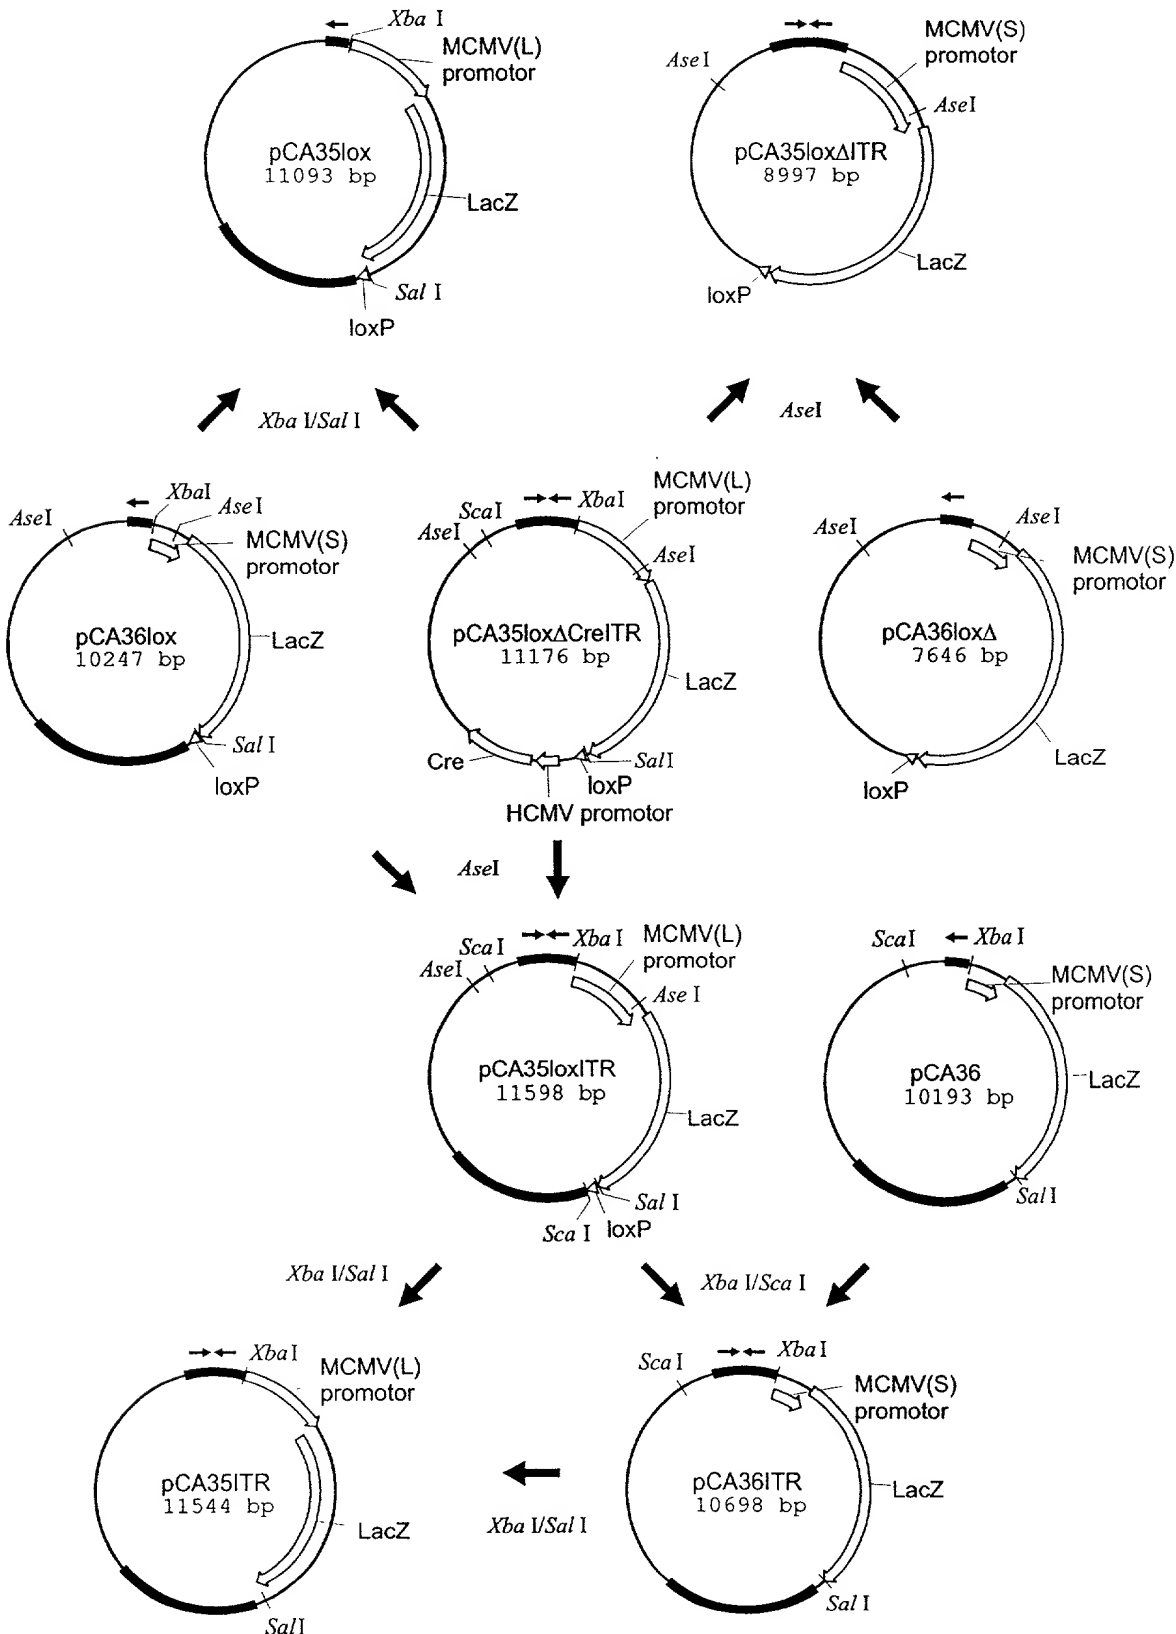 Xba I
MCMV(L)
promotor
pCA35lox
11093 bp
LacZ
Sal I
loxP
MCMV(S)
promotor
Ase I
Ase I
pCA35loxΔITR
8997 bp
LacZ
loxP
Xba I/Sal I
Ase I
Xba I
Ase I
Ase I
MCMV(S)
promotor
pCA36lox
10247 bp
LacZ
Sal I
loxP
MCMV(L)
promotor
Xba I
Sca I
Ase I
Ase I
pCA35loxΔCreITR
11176 bp
LacZ
Sal I
loxP
Cre
HCMV promotor
Ase I
Ase I
MCMV(S)
promotor
pCA36loxΔ
7646 bp
LacZ
loxP
Ase I
Xba I
MCMV(L)
promotor
Sca I
Ase I
Ase I
pCA35loxITR
11598 bp
LacZ
Sal I
loxP
Sca I
Sca I
Xba I
MCMV(S)
promotor
pCA36
10193 bp
LacZ
Sal I
Xba I/Sal I
Xba I/Sca I
Xba I
MCMV(L)
promotor
pCA35ITR
11544 bp
LacZ
Sal I
Xba I/Sal I
Xba I
Sca I
MCMV(S)
promotor
pCA36ITR
10698 bp
LacZ
Sal I